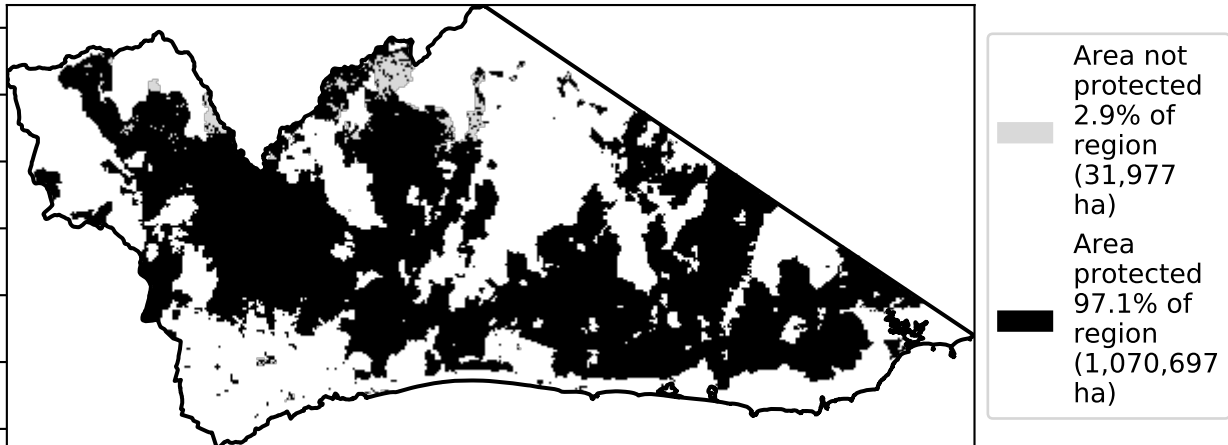 Area not
protected
2.9% of
region
(31,977
ha)
Area
protected
97.1% of
region
(1,070,697
ha)